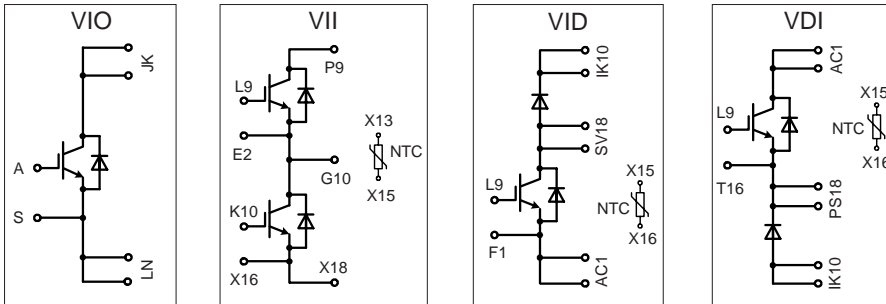 VIO
JK
A
S
LN
VII
P9
L9
E2
X13
NTC
G10
X15
K10
X16
X18
VID
IK10
SV18
L9
X15
NTC
X16
F1
AC1
VDI
AC1
L9
X15
NTC
X16
T16
PS18
IK10